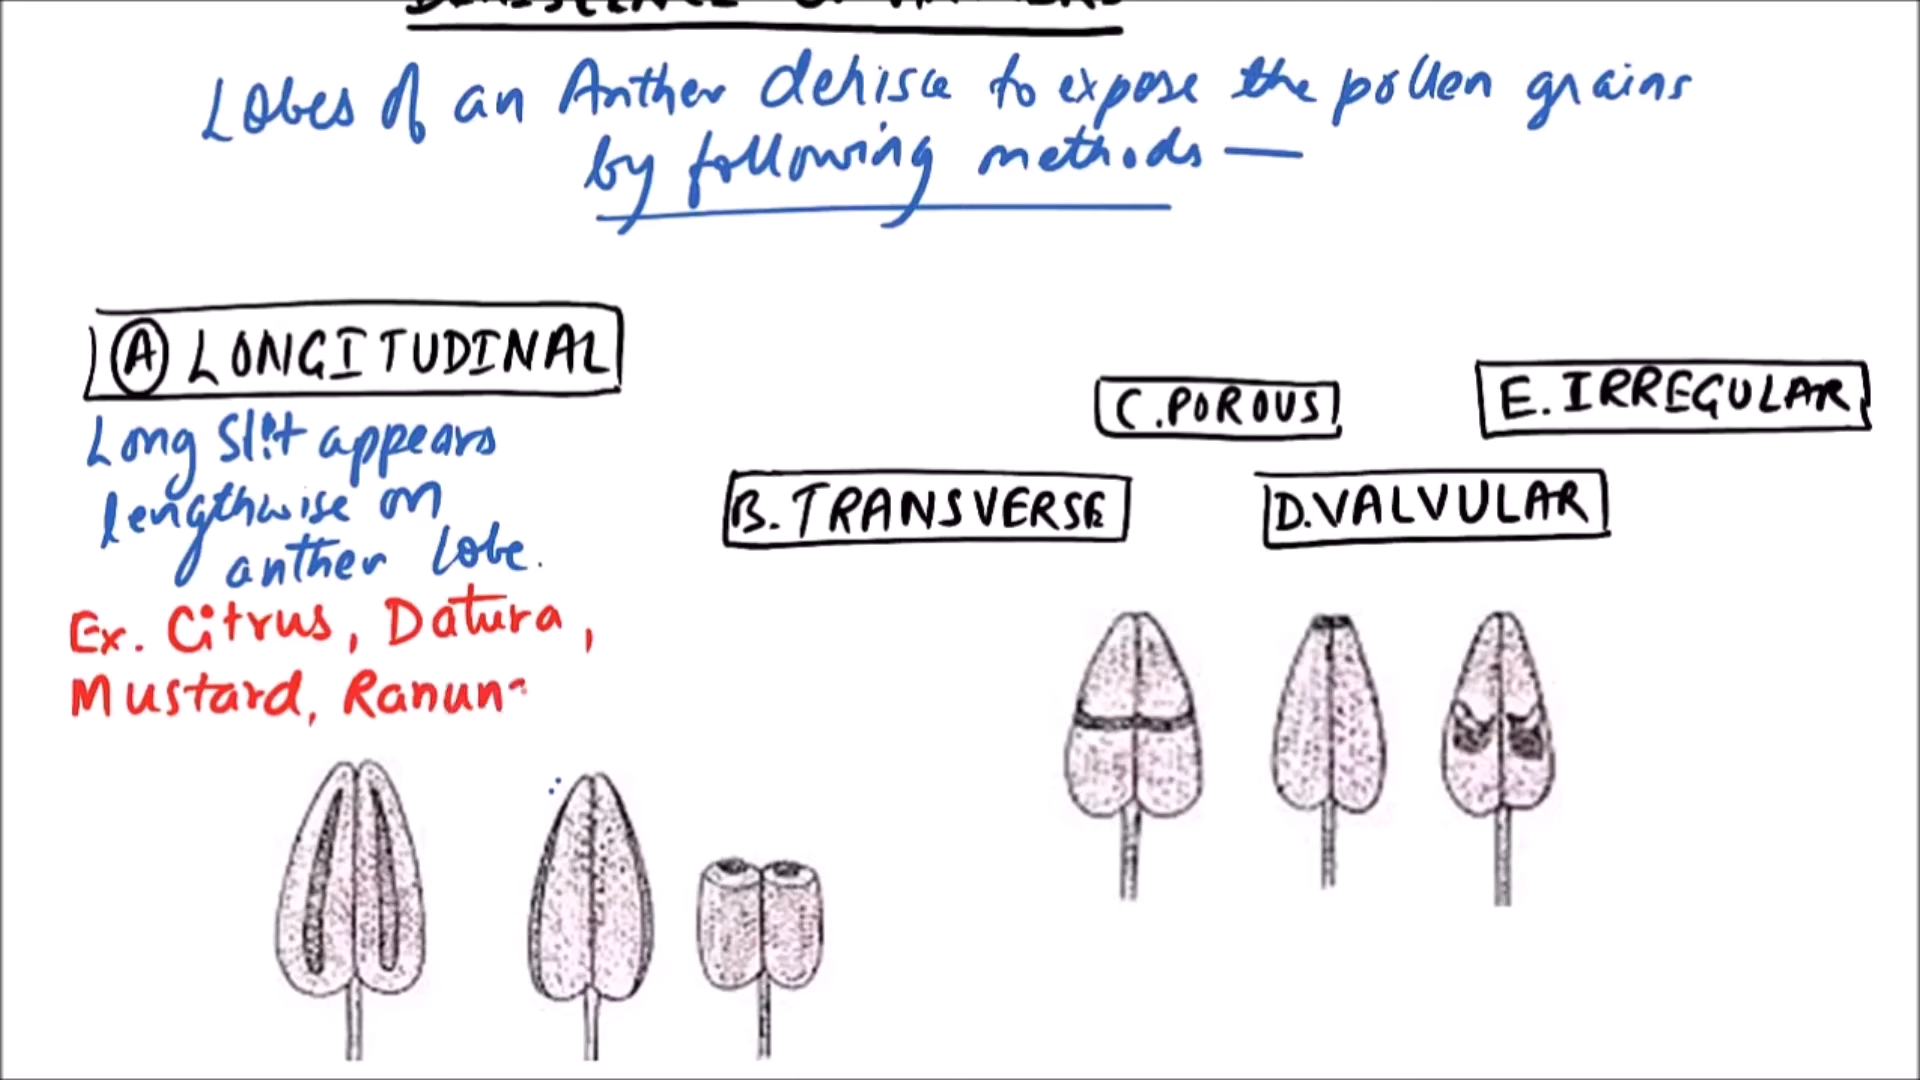 Lobes of an Anther dehisce to expose the pollen grains
by following methods —
A LONGITUDINAL
Long Slit appears
lengthwise on
anther lobe.
Ex. Citrus, Datura,
Mustard, Ranun
B. TRANSVERSE
C. POROUS
D. VALVULAR
E. IRREGULAR